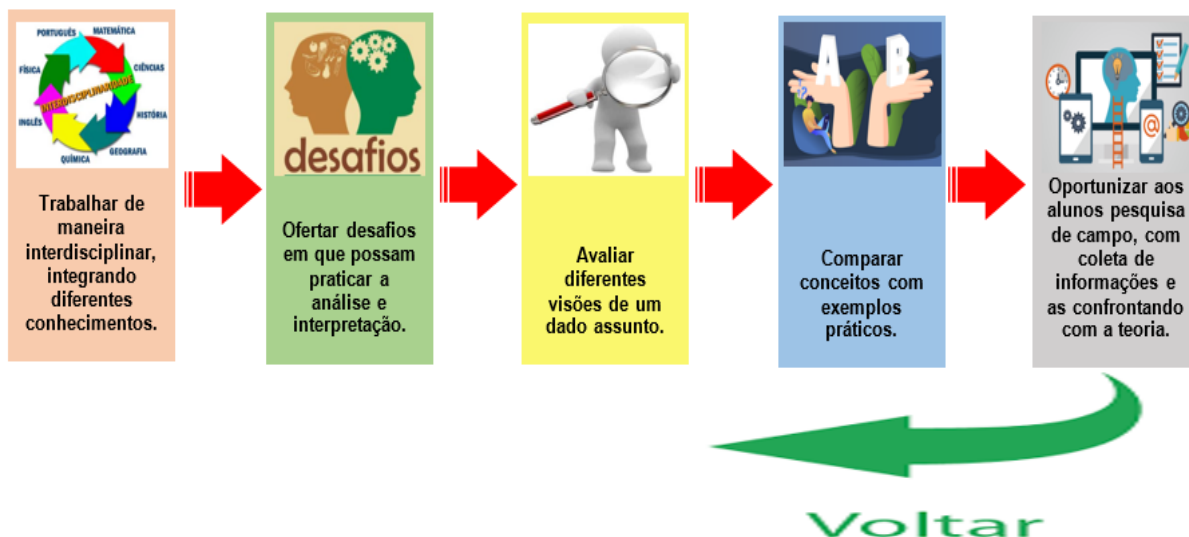 PORTUGUÊS
MATEMÁTICA
FÍSICA
CIÊNCIAS
INTERDISCIPLINARIDADE
INGLÊS
HISTÓRIA
QUÍMICA
GEOGRAFIA
Trabalhar de
maneira
interdisciplinar,
integrando
diferentes
conhecimentos.
desafios
Ofertar desafios
em que possam
praticar a
análise e
interpretação.
Avaliar
diferentes
visões de um
dado assunto.
A
B
Comparar
conceitos com
exemplos
práticos.
@
Oportunizar aos
alunos pesquisa
de campo, com
coleta de
informações e
as confrontando
com a teoria.
Voltar